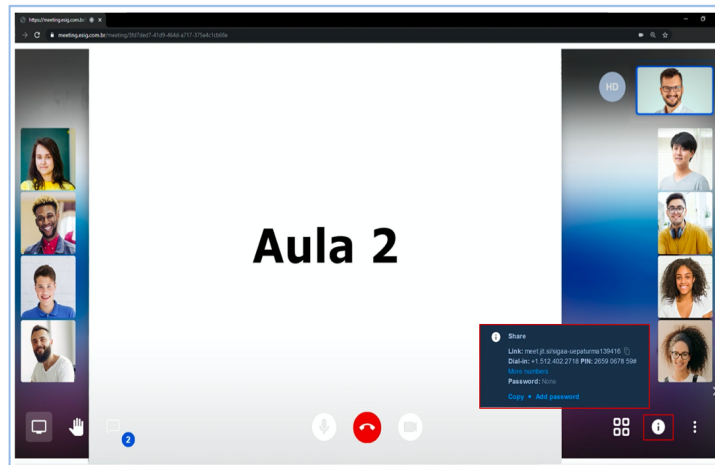 https://meeting.esig.com.br/
meeting.esig.com.br/meeting/
HD
Aula 2
Share
Link: meet.jit.si/sigaa-uepaturma139416
Dial-in: +1.512.402.2718 PIN: 2659 0678 59#
More numbers
Password: None
Copy • Add password
2